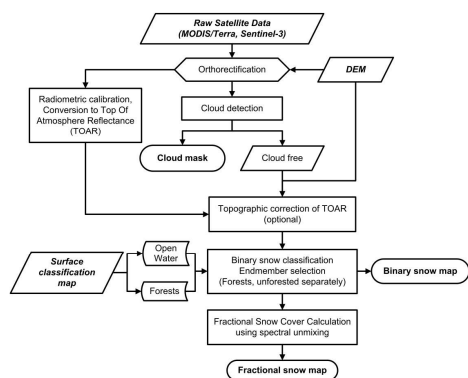 Raw Satellite Data
(MODIS/Terra, Sentinel-3)
Orthorectification
DEM
Radiometric calibration,
Conversion to Top Of
Atmosphere Reflectance
(TOAR)
Cloud detection
Cloud mask
Cloud free
Topographic correction of TOAR
(optional)
Surface
classification
map
Open
Water
Forests
Binary snow classification
Endmember selection
(Forests, unforested separately)
Binary snow map
Fractional Snow Cover Calculation
using spectral unmixing
Fractional snow map